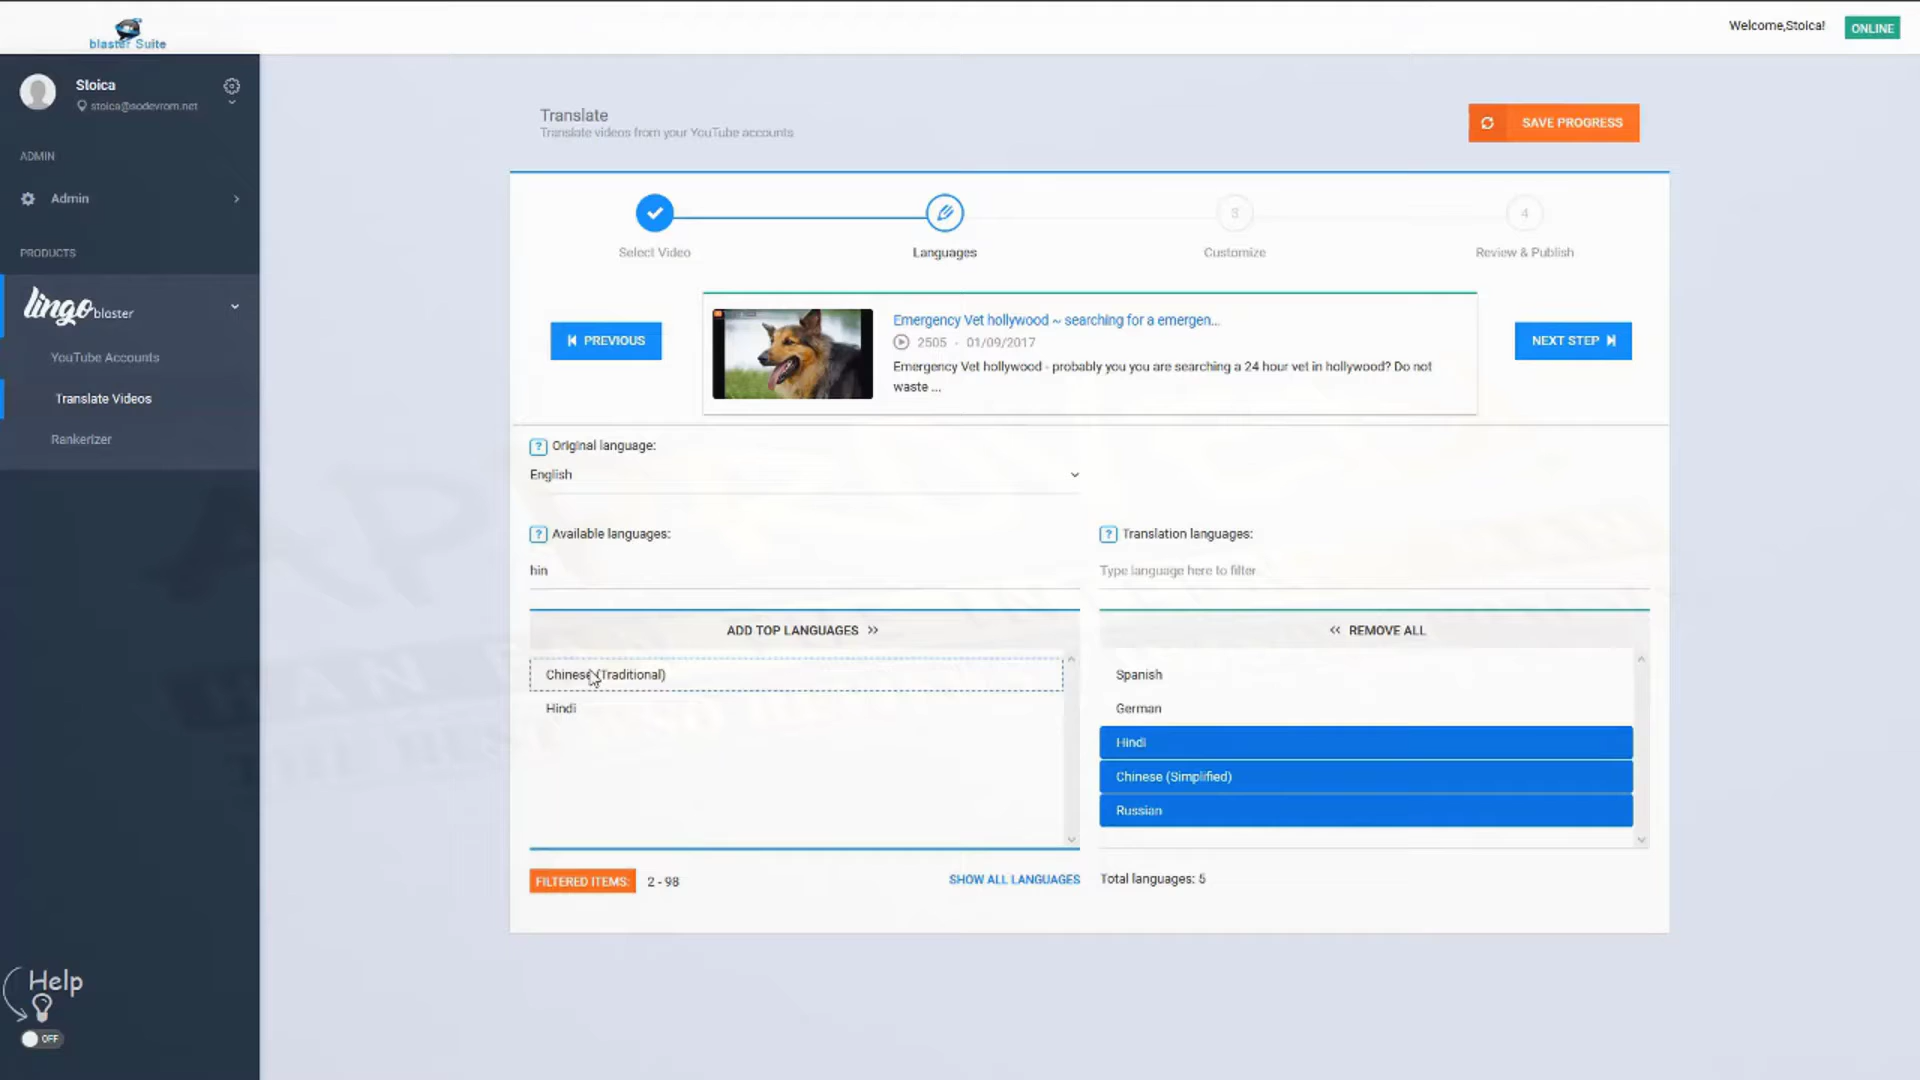 blaster Suite
Welcome,Stoica!
ONLINE
Stoica
stoica@sodevrom.net
ADMIN
Admin
PRODUCTS
lingo blaster
YouTube Accounts
Translate Videos
Rankerizer
Help
OFF
Translate
Translate videos from your YouTube accounts
SAVE PROGRESS
3
4
Select Video
Languages
Customize
Review & Publish
PREVIOUS
Emergency Vet hollywood ~ searching for a emergen...
2505 - 01/09/2017
Emergency Vet hollywood - probably you you are searching a 24 hour vet in hollywood? Do not
waste ...
NEXT STEP
? Original language:
English
? Available languages:
hin
ADD TOP LANGUAGES >>
Chinese (Traditional)
Hindi
FILTERED ITEMS: 2 - 98
SHOW ALL LANGUAGES
? Translation languages:
Type language here to filter
<< REMOVE ALL
Spanish
German
Hindi
Chinese (Simplified)
Russian
Total languages: 5